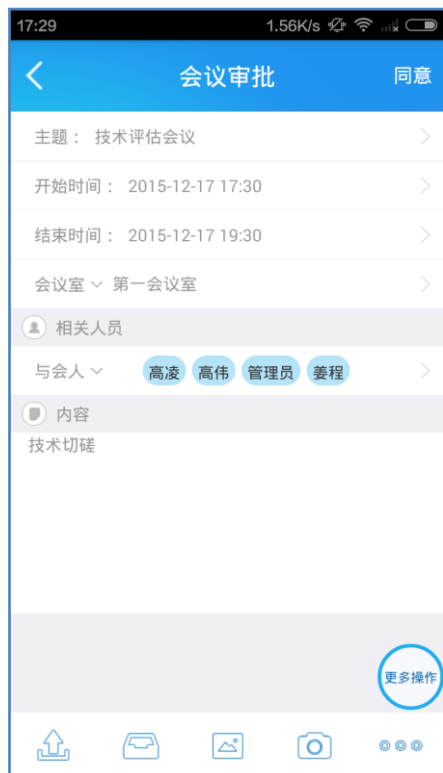 17:29 1.56K/s
会议审批 同意
主题： 技术评估会议
开始时间： 2015-12-17 17:30
结束时间： 2015-12-17 19:30
会议室 第一会议室
相关人员
与会人 高凌 高伟 管理员 姜程
内容
技术切磋
更多操作